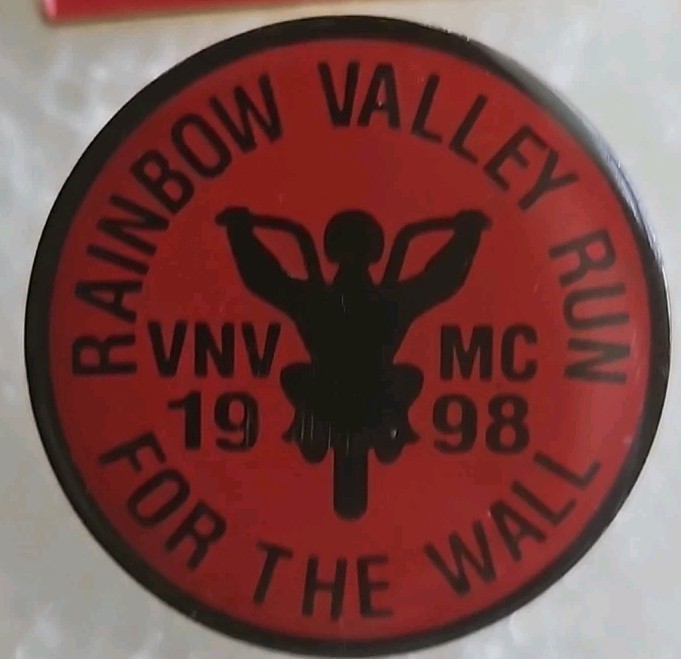 RAINBOW VALLEY RUN
VNV MC
19 98
FOR THE WALL